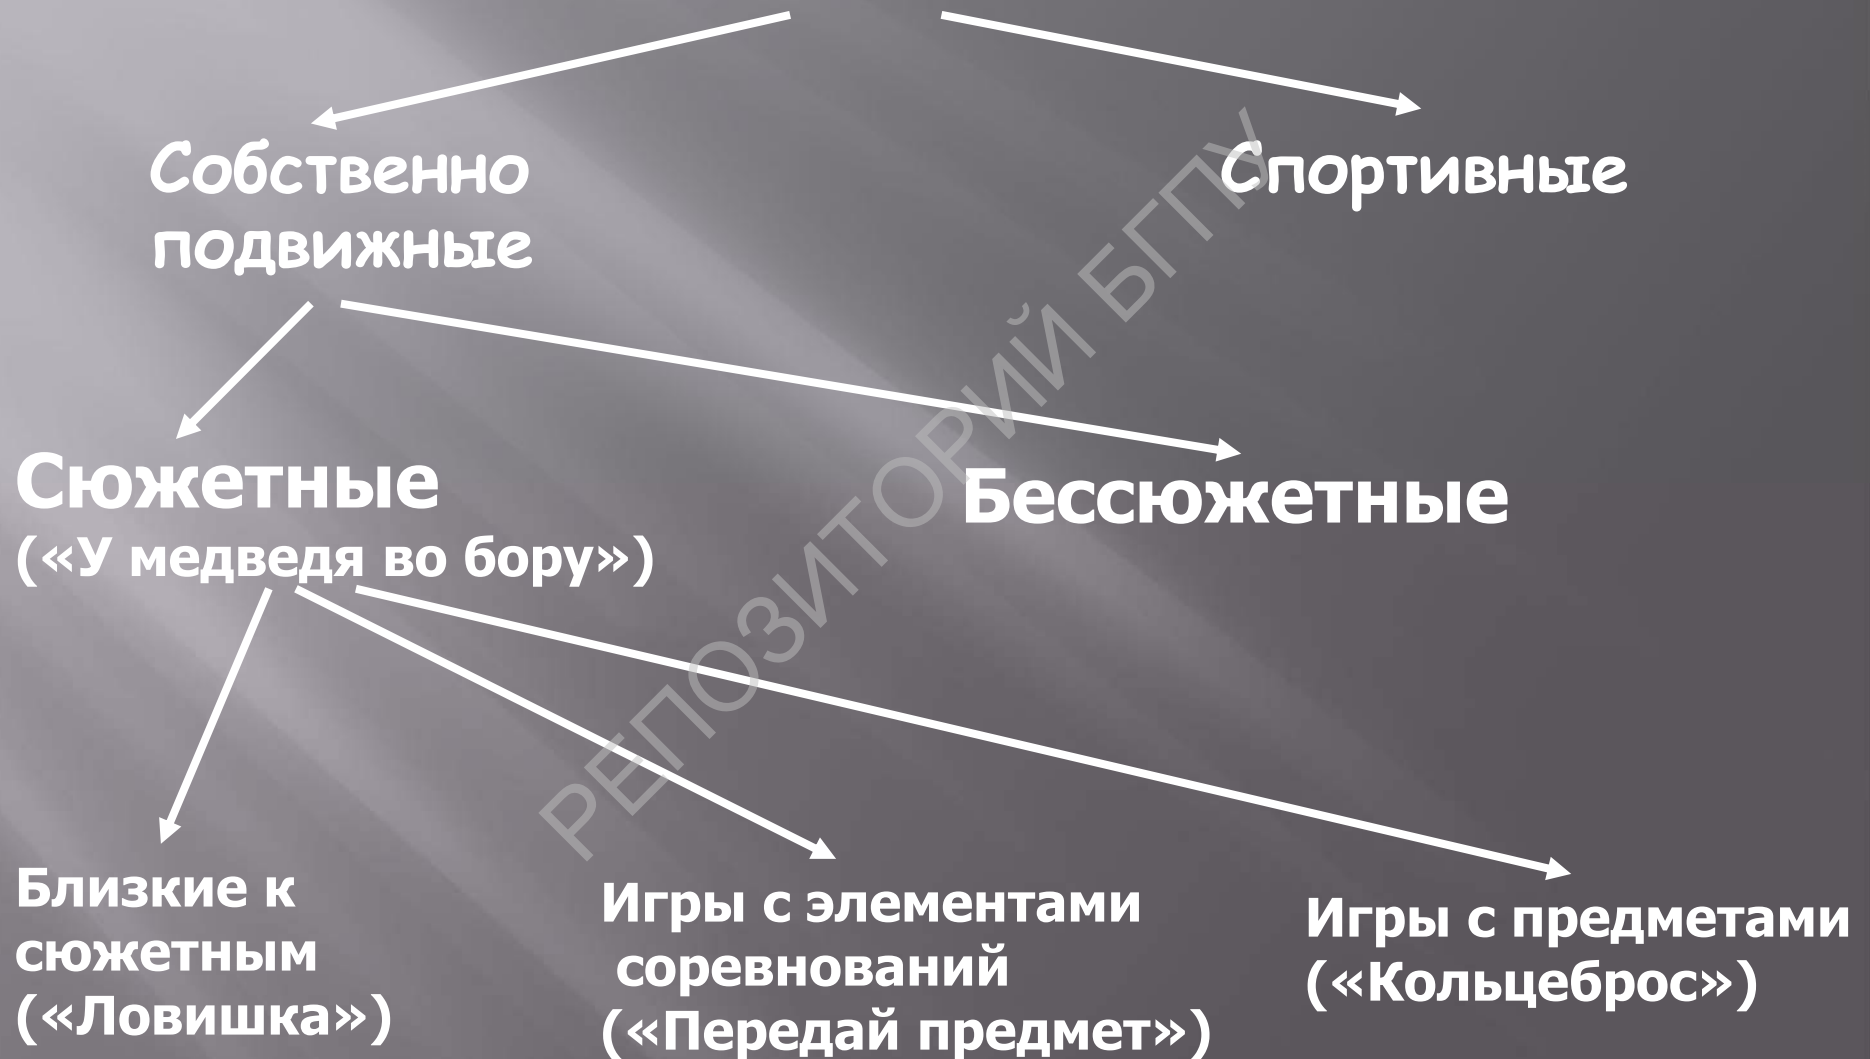 Собственно
подвижные
Спортивные
Сюжетные
(«У медведя во бору»)
Бессюжетные
Близкие к
сюжетным
(«Ловишка»)
Игры с элементами
соревнований
(«Передай предмет»)
Игры с предметами
(«Кольцеброс»)
РЕПОЗИТОРИЙ БГПУ